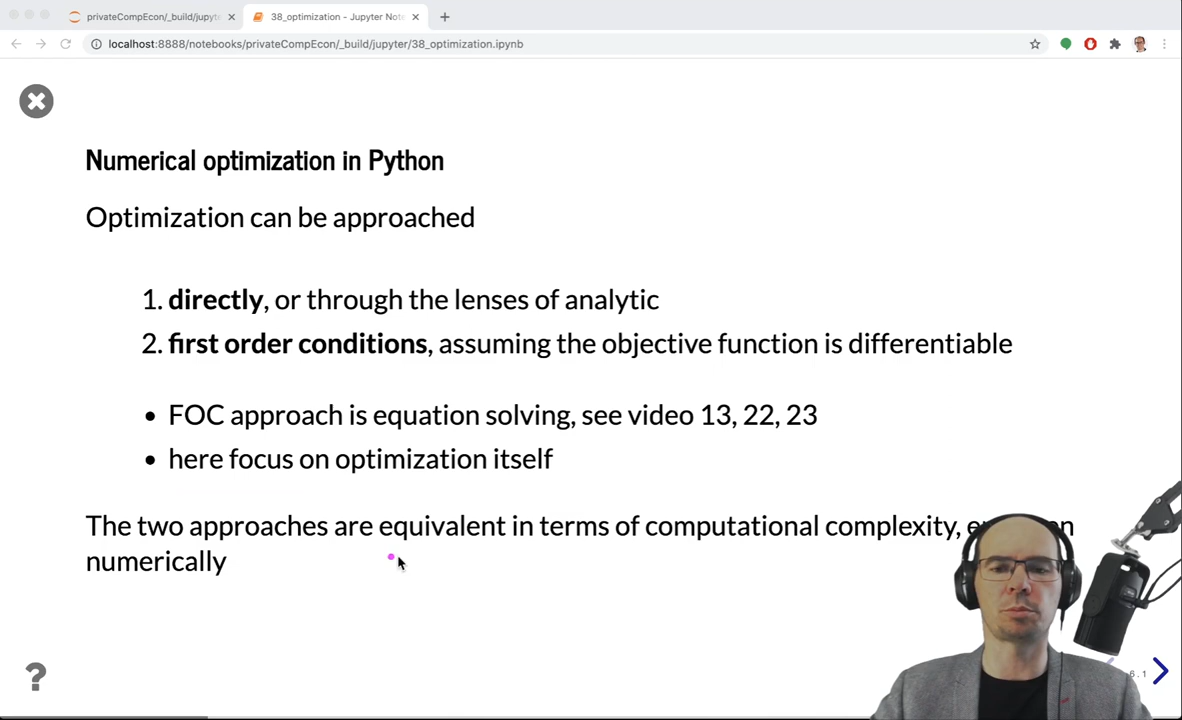 privateCompEcon/_build/jupyt
38_optimization - Jupyter Not
localhost:8888/notebooks/privateCompEcon/_build/jupyter/38_optimization.ipynb
Numerical optimization in Python
Optimization can be approached
1. directly, or through the lenses of analytic
2. first order conditions, assuming the objective function is differentiable
• FOC approach is equation solving, see video 13, 22, 23
• here focus on optimization itself
The two approaches are equivalent in terms of computational complexity,
numerically
?
6.1